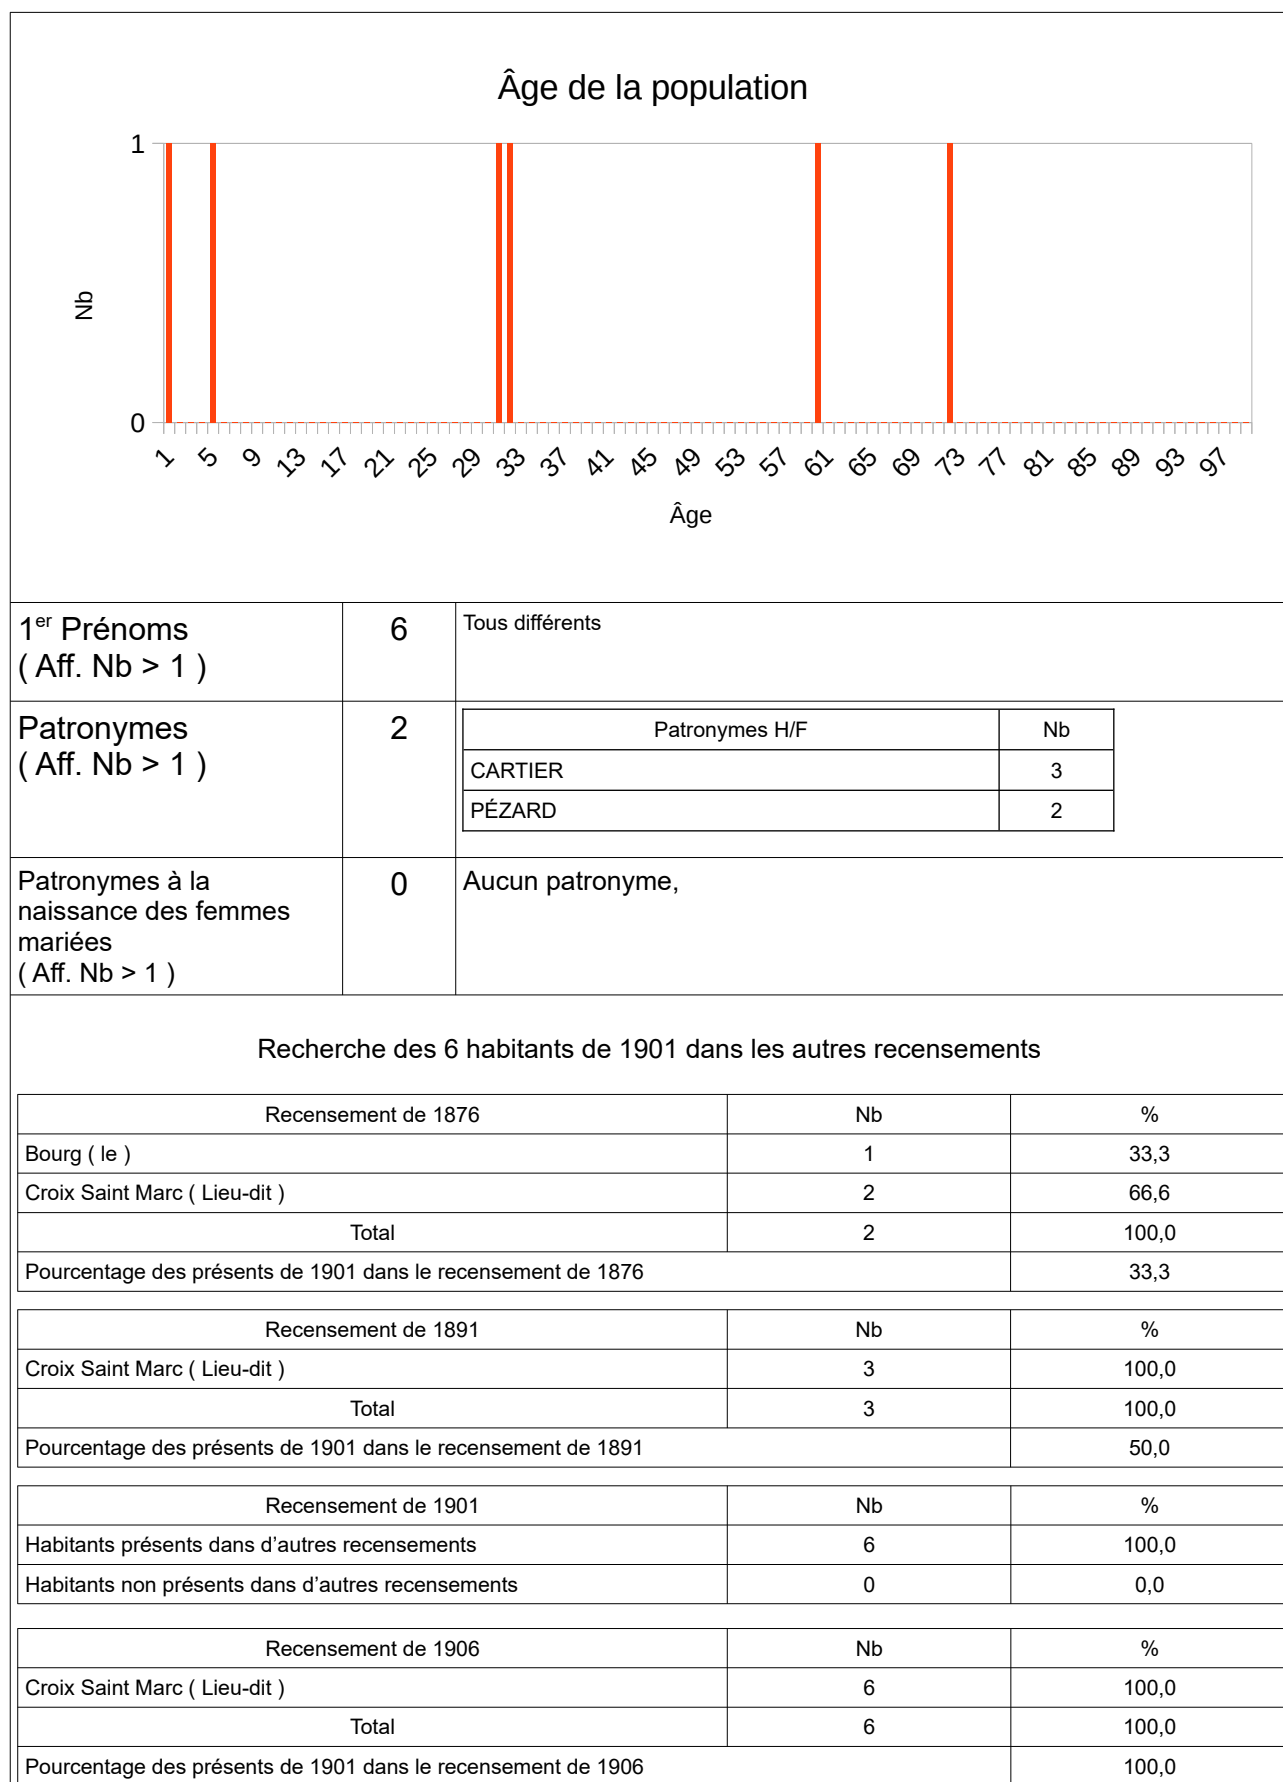 Âge de la population
1
0
Nb
1 5 9 13 17 21 25 29 33 37 41 45 49 53 57 61 65 69 73 77 81 85 89 93 97
Âge
1er Prénoms
( Aff. Nb > 1 )
6
Tous différents
Patronymes
( Aff. Nb > 1 )
2
Patronymes H/F Nb
CARTIER 3
PÉZARD 2
Patronymes à la
naissance des femmes
mariées
( Aff. Nb > 1 )
0
Aucun patronyme,
Recherche des 6 habitants de 1901 dans les autres recensements
Recensement de 1876 Nb %
Bourg ( le ) 1 33,3
Croix Saint Marc ( Lieu-dit ) 2 66,6
Total 2 100,0
Pourcentage des présents de 1901 dans le recensement de 1876 33,3
Recensement de 1891 Nb %
Croix Saint Marc ( Lieu-dit ) 3 100,0
Total 3 100,0
Pourcentage des présents de 1901 dans le recensement de 1891 50,0
Recensement de 1901 Nb %
Habitants présents dans d’autres recensements 6 100,0
Habitants non présents dans d’autres recensements 0 0,0
Recensement de 1906 Nb %
Croix Saint Marc ( Lieu-dit ) 6 100,0
Total 6 100,0
Pourcentage des présents de 1901 dans le recensement de 1906 100,0